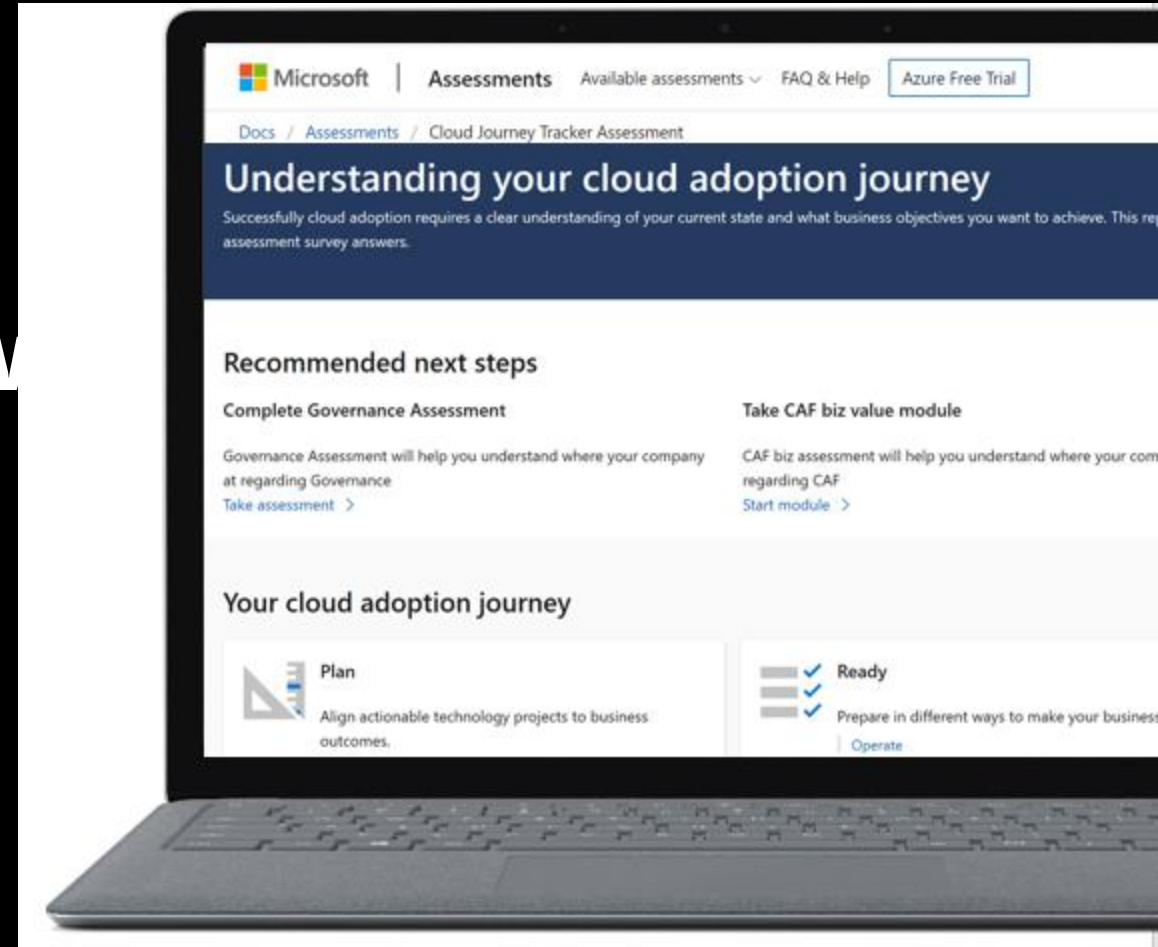 Microsoft | Assessments Available assessments FAQ & Help Azure Free Trial
Docs / Assessments / Cloud Journey Tracker Assessment
Understanding your cloud adoption journey
Successfully cloud adoption requires a clear understanding of your current state and what business objectives you want to achieve. This
assessment survey answers.
Recommended next steps
Complete Governance Assessment
Governance Assessment will help you understand where your company
at regarding Governance
Take assessment >
Take CAF biz value module
CAF biz assessment will help you understand where your com
regarding CAF
Start module >
Your cloud adoption journey
Plan
Align actionable technology projects to business
outcomes.
Ready
Prepare in different ways to make your business
Operate